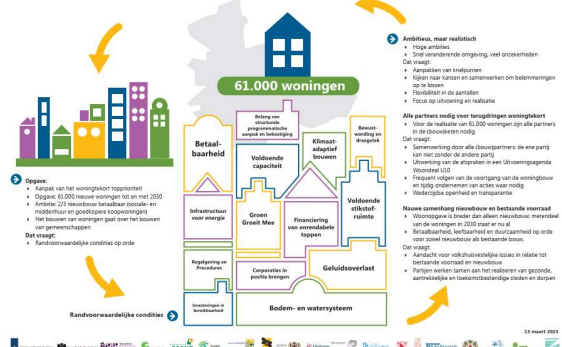 61.000 woningen
Ambitieus, maar realistisch
Hoge ambities
Snel veranderende omgeving, veel onzekerheden
Dat vraagt:
Aanpakken van knelpunten
Kijken naar kansen en samenwerken om belemmeringen
op te lossen
Flexibiliteit in de aantallen
Focus op uitvoering en realisatie
Alle partners nodig voor terugdringen woningtekort
Voor de realisatie van 61.000 woningen zijn alle partners
in de (bouw)keten nodig
Dat vraagt:
Samenwerking door alle (bouw)partners: de ene partij
kan niet zonder de andere partij
Uitwerking van de afspraken in een Uitvoeringsagenda
Woondeal U10
Frequent volgen van de voortgang van de woningbouw
en tijdig ondernemen van acties waar nodig
Wederzijdse openheid en transparantie
Nauwe samenhang nieuwbouw en bestaande voorraad
Woonopgave is breder dan alleen nieuwbouw, merendeel
van de woningen in 2030 staat er nu al
Betaalbaarheid, leefbaarheid en duurzaamheid op orde
voor zowel nieuwbouw als bestaande bouw.
Dat vraagt:
Aandacht voor volkshuisvestelijke issues in relatie tot
bestaande voorraad en nieuwbouw
Partijen werken samen aan het realiseren van gezonde,
aantrekkelijke en toekomstbestendige steden en dorpen
Opgave:
Aanpak van het woningtekort topprioriteit
Opgave: 61.000 nieuwe woningen tot en met 2030
Ambitie: 2/3 nieuwbouw betaalbaar (sociale- en
middenhuur en goedkopere koopwoningen)
Het bouwen van woningen gaat over het bouwen
van gemeenschappen
Dat vraagt:
Randvoorwaardelijke condities op orde
Betaal-
baarheid
Belang van
structurele
programmatische
aanpak en bekostiging
Klimaat-
adaptief
bouwen
Bewust-
wording en
draagvlak
Voldoende
capaciteit
Infrastructuur
voor energie
Groen
Groeit Mee
Financiering
van onrendabele
toppen
Voldoende
stikstof-
ruimte
Regelgeving en
Procedures
Corporaties in
positie brengen
Geluidsoverlast
Investeringen in
bereikbaarheid
Bodem- en watersysteem
Randvoorwaardelijke condities
13 maart 2023